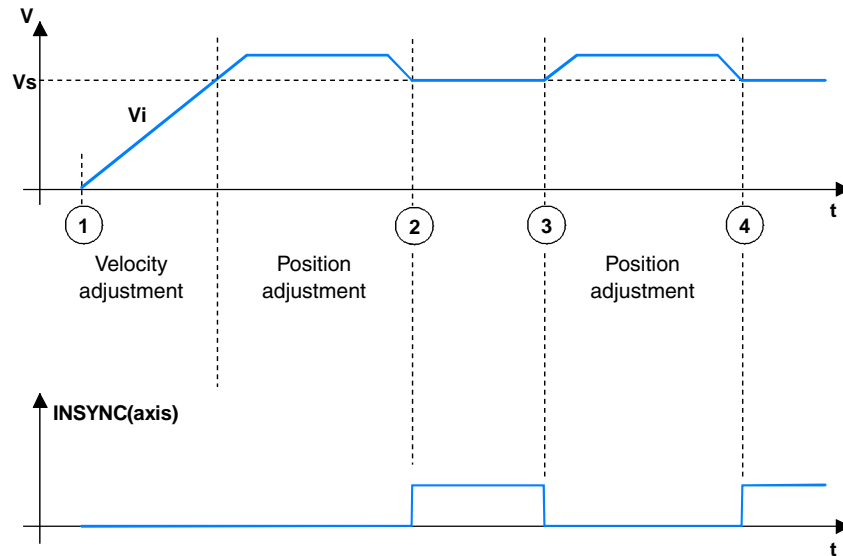 V
Vs
Vi
t
1
2
3
4
Velocity
adjustment
Position
adjustment
Position
adjustment
INSYNC(axis)
t